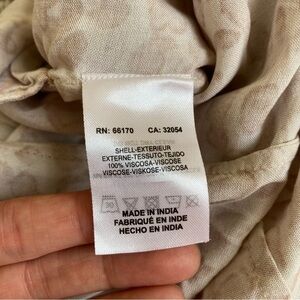 RN: 66170 CA: 32054
SHELL-EXTERIEUR
EXTERNE-TESSUTO-TEJIDO
100% VISCOSA-VISCOSE
VISCOSE-VISKOSE-VISCOSA
MADE IN INDIA
FABRIQUÉ EN INDE
HECHO EN INDIA